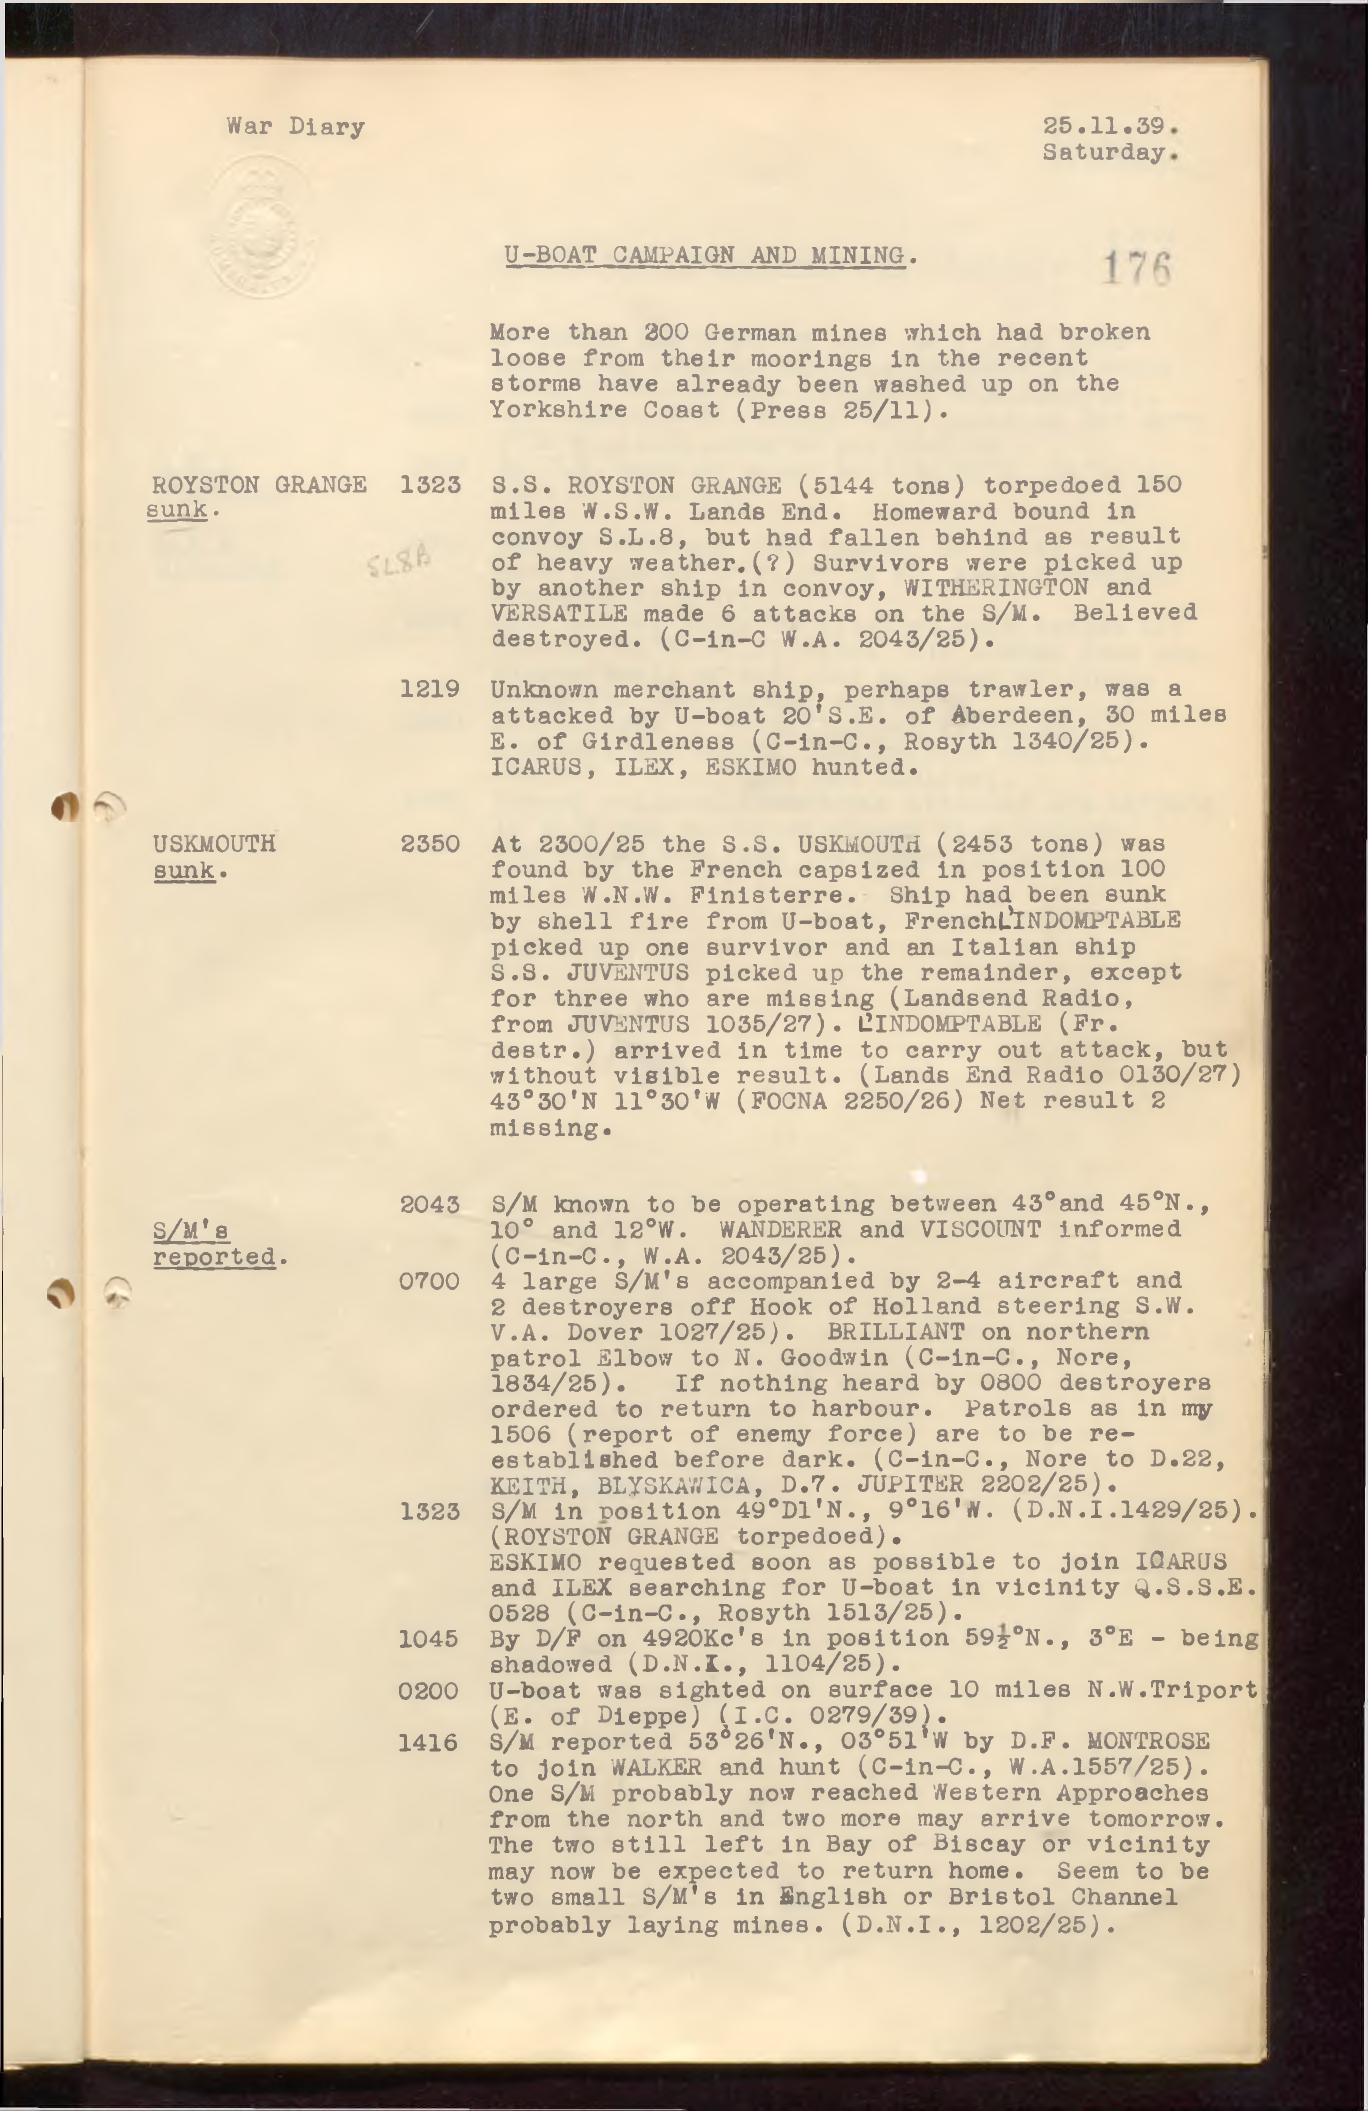 War Diary 25.11.39.
Saturday.
U-BOAT CAMPAIGN AND MINING.
176
More than 200 German mines which had broken
loose from their moorings in the recent
storms have already been washed up on the
Yorkshire Coast (Press 25/11).
ROYSTON GRANGE 1323 S.S. ROYSTON GRANGE (5144 tons) torpedoed 150
sunk. miles W.S.W. Lands End. Homeward bound in
convoy S.L.8, but had fallen behind as result
SL8B of heavy weather.(?) Survivors were picked up
by another ship in convoy, WITHERINGTON and
VERSATILE made 6 attacks on the S/M. Believed
destroyed. (C-in-C W.A. 2043/25).
1219 Unknown merchant ship, perhaps trawler, was a
attacked by U-boat 20'S.E. of Aberdeen, 30 miles
E. of Girdleness (C-in-C., Rosyth 1340/25).
ICARUS, ILEX, ESKIMO hunted.
USKMOUTH 2350 At 2300/25 the S.S. USKMOUTH (2453 tons) was
sunk. found by the French capsized in position 100
miles W.N.W. Finisterre. Ship had been sunk
by shell fire from U-boat, FrenchL'INDOMPTABLE
picked up one survivor and an Italian ship
S.S. JUVENTUS picked up the remainder, except
for three who are missing (Landsend Radio,
from JUVENTUS 1035/27). L'INDOMPTABLE (Fr.
destr.) arrived in time to carry out attack, but
without visible result. (Lands End Radio 0130/27)
43°30'N 11°30'W (FOCNA 2250/26) Net result 2
missing.
2043 S/M known to be operating between 43°and 45°N.,
S/M's 10° and 12°W. WANDERER and VISCOUNT informed
reported. (C-in-C., W.A. 2043/25).
0700 4 large S/M's accompanied by 2-4 aircraft and
2 destroyers off Hook of Holland steering S.W.
V.A. Dover 1027/25). BRILLIANT on northern
patrol Elbow to N. Goodwin (C-in-C., Nore,
1834/25). If nothing heard by 0800 destroyers
ordered to return to harbour. Patrols as in my
1506 (report of enemy force) are to be re-
established before dark. (C-in-C., Nore to D.22,
KEITH, BLYSKAWICA, D.7. JUPITER 2202/25).
1323 S/M in position 49°D1'N., 9°16'W. (D.N.I.1429/25).
(ROYSTON GRANGE torpedoed).
ESKIMO requested soon as possible to join ICARUS
and ILEX searching for U-boat in vicinity Q.S.S.E.
0528 (C-in-C., Rosyth 1513/25).
1045 By D/F on 4920Kc's in position 59½°N., 3°E - being
shadowed (D.N.I., 1104/25).
0200 U-boat was sighted on surface 10 miles N.W.Triport
(E. of Dieppe) (I.C. 0279/39).
1416 S/M reported 53°26'N., 03°51'W by D.F. MONTROSE
to join WALKER and hunt (C-in-C., W.A.1557/25).
One S/M probably now reached Western Approaches
from the north and two more may arrive tomorrow.
The two still left in Bay of Biscay or vicinity
may now be expected to return home. Seem to be
two small S/M's in English or Bristol Channel
probably laying mines. (D.N.I., 1202/25).